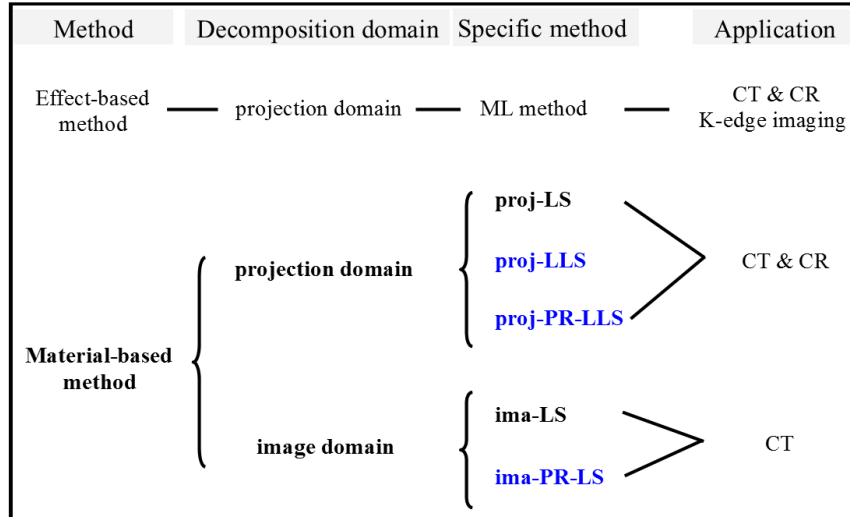 Method Decomposition domain Specific method Application
Effect-based
method
projection domain
ML method
CT & CR
K-edge imaging
Material-based
method
projection domain
proj-LS
proj-LLS
proj-PR-LLS
CT & CR
image domain
ima-LS
ima-PR-LS
CT